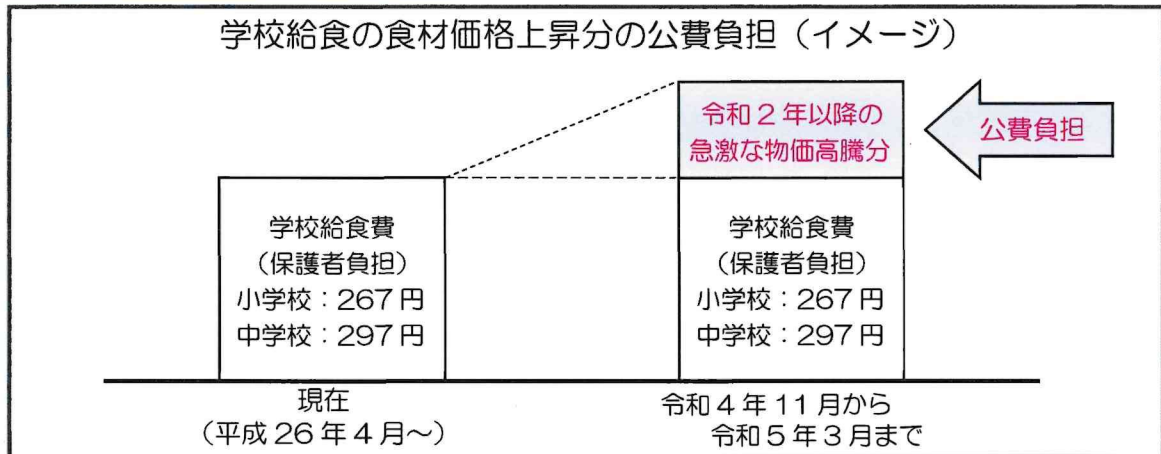 学校給食の食材価格上昇分の公費負担（イメージ）
令和２年以降の
急激な物価高騰分
公費負担
学校給食費
（保護者負担）
小学校：267円
中学校：297円
学校給食費
（保護者負担）
小学校：267円
中学校：297円
現在
（平成26年４月～）
令和４年11月から
令和５年３月まで